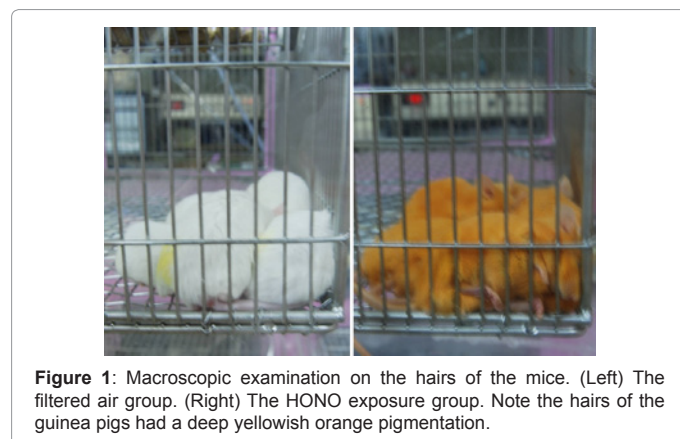 Figure 1: Macroscopic examination on the hairs of the mice. (Left) The
filtered air group. (Right) The HONO exposure group. Note the hairs of the
guinea pigs had a deep yellowish orange pigmentation.